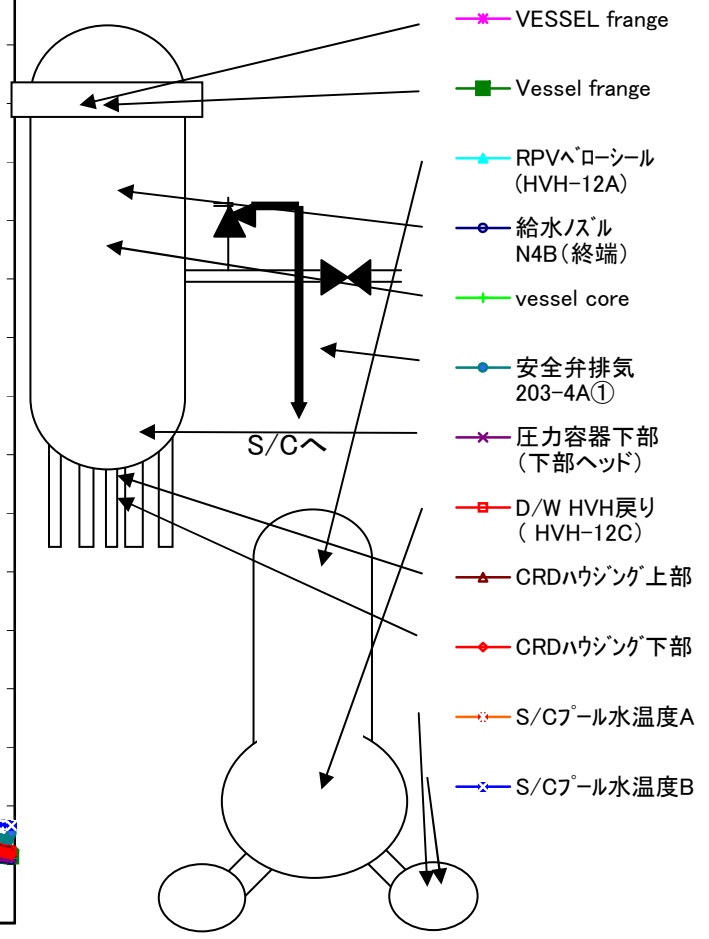 VESSEL frange
Vessel frange
RPVベローシール
(HVH-12A)
給水ノズル
N4B(終端)
vessel core
安全弁排気
203-4A①
圧力容器下部
(下部ヘッド)
D/W HVH戻り
( HVH-12C)
CRDハウジング上部
CRDハウジング下部
S/Cプール水温度A
S/Cプール水温度B
S/Cへ